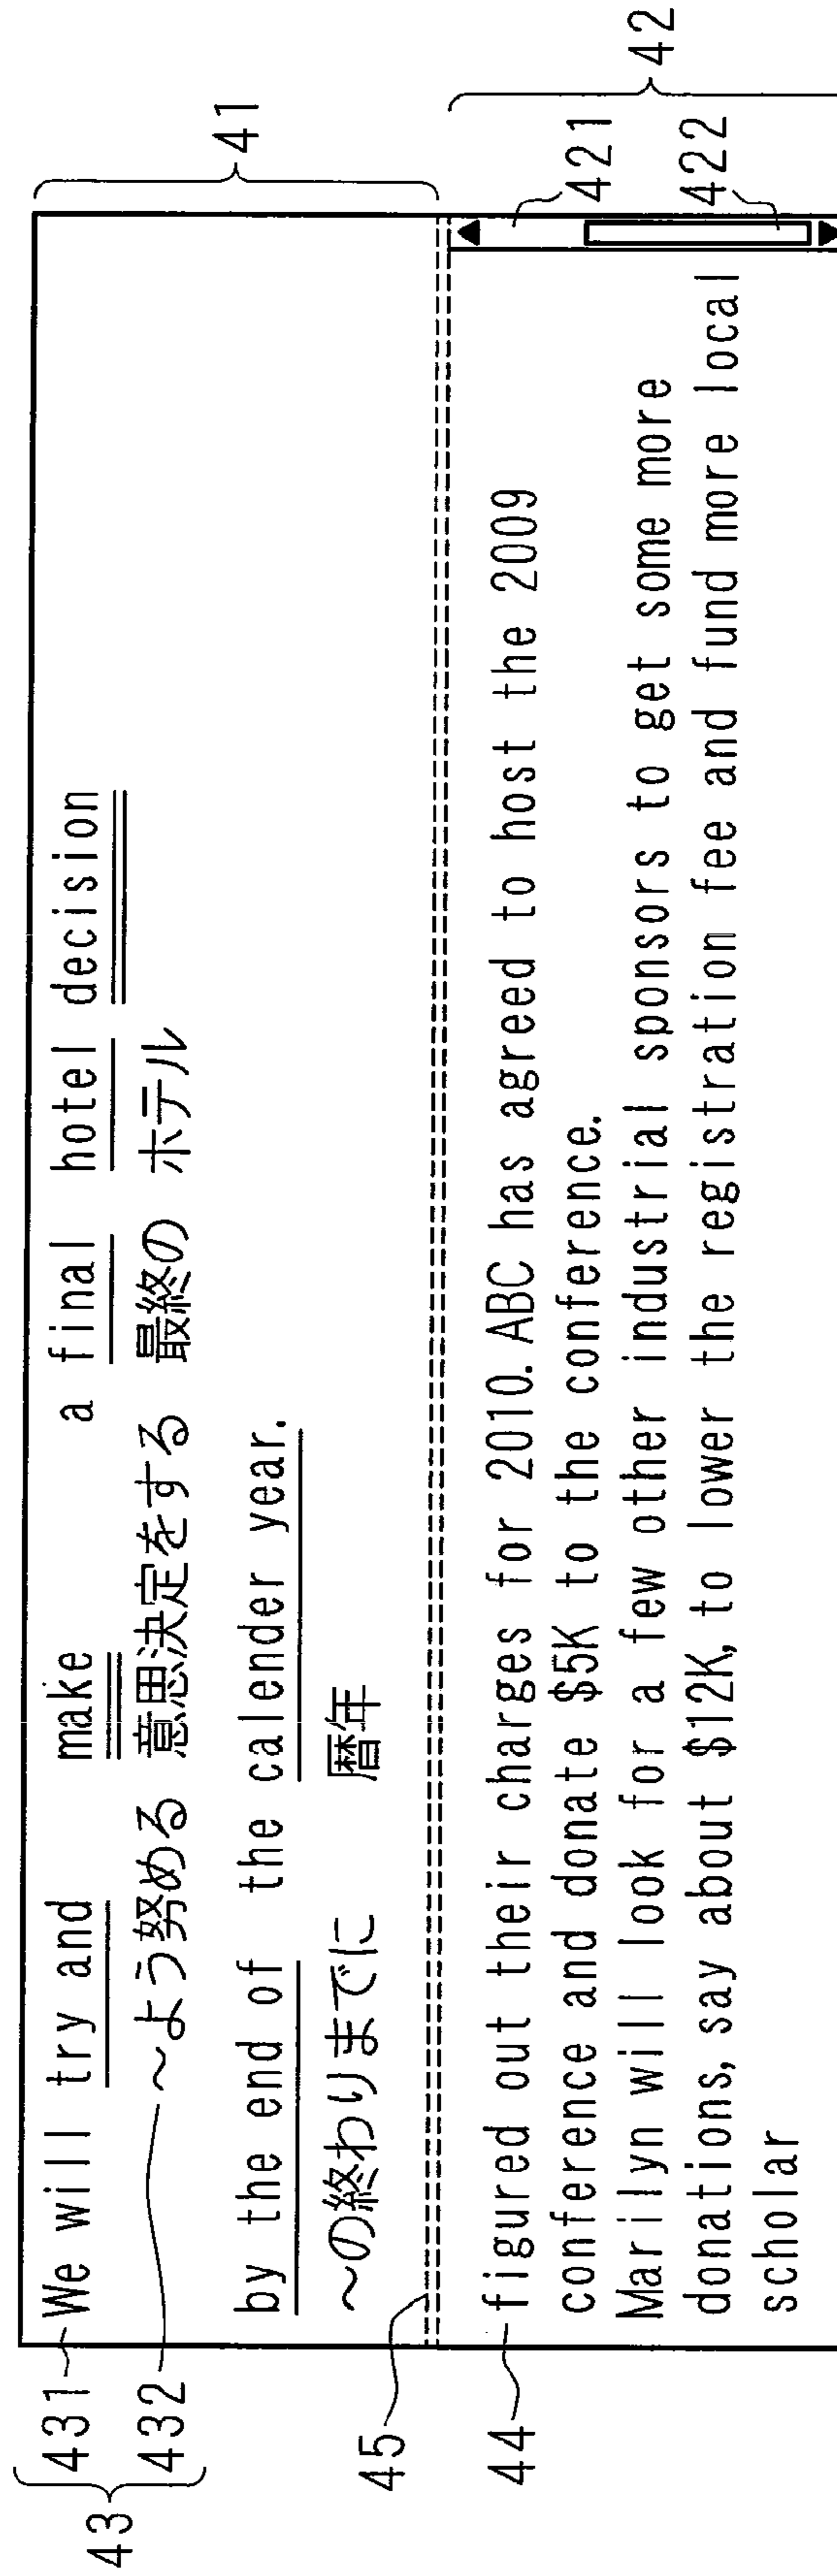 43
431
432
We will try and make a final hotel decision
～よう努める 意思決定をする 最終の ホテル
by the end of the calender year.
～の終わりまでに 暦年
41
45
44
figured out their charges for 2010. ABC has agreed to host the 2009
conference and donate $5K to the conference.
Marilyn will look for a few other industrial sponsors to get some more
donations, say about $12K, to lower the registration fee and fund more local
scholar
421
422
42